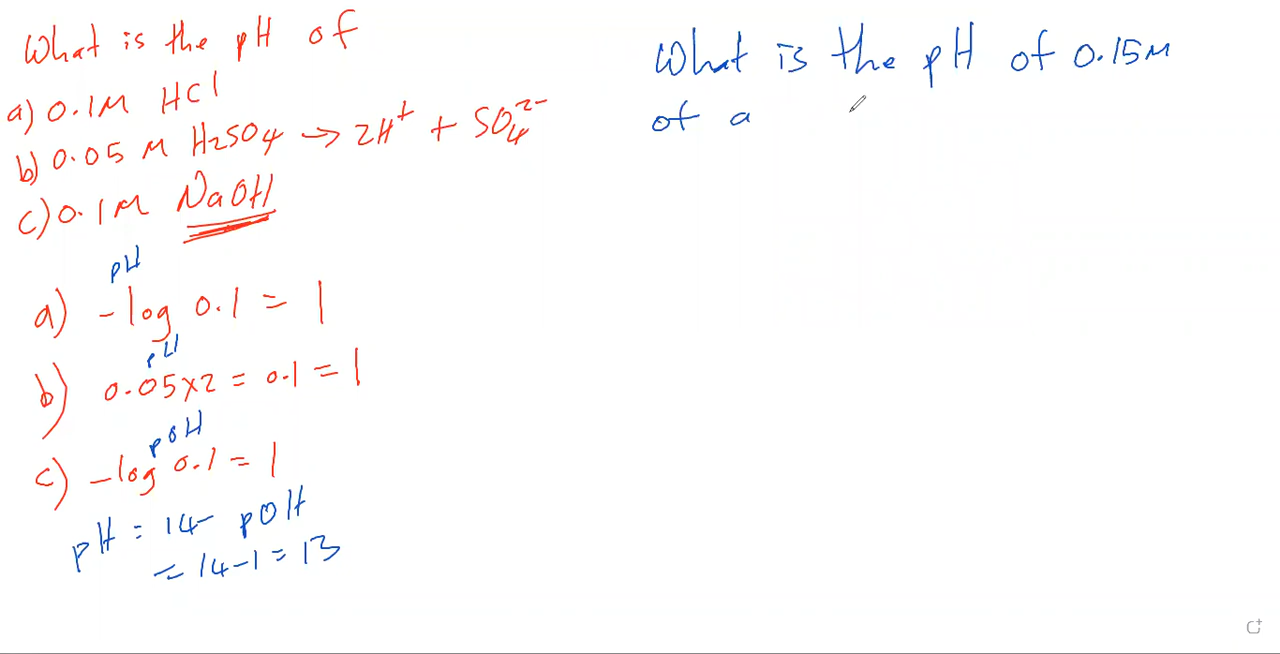 What is the pH of
a) 0.1M HCl
b) 0.05 M H2SO4 → 2H+ + SO4 2-
c) 0.1M NaOH
pH
a) -log 0.1 = 1
pH
b) 0.05×2 = 0.1 = 1
pOH
c) -log 0.1 = 1
pH = 14- pOH
= 14-1 = 13
What is the pH of 0.15M
of a